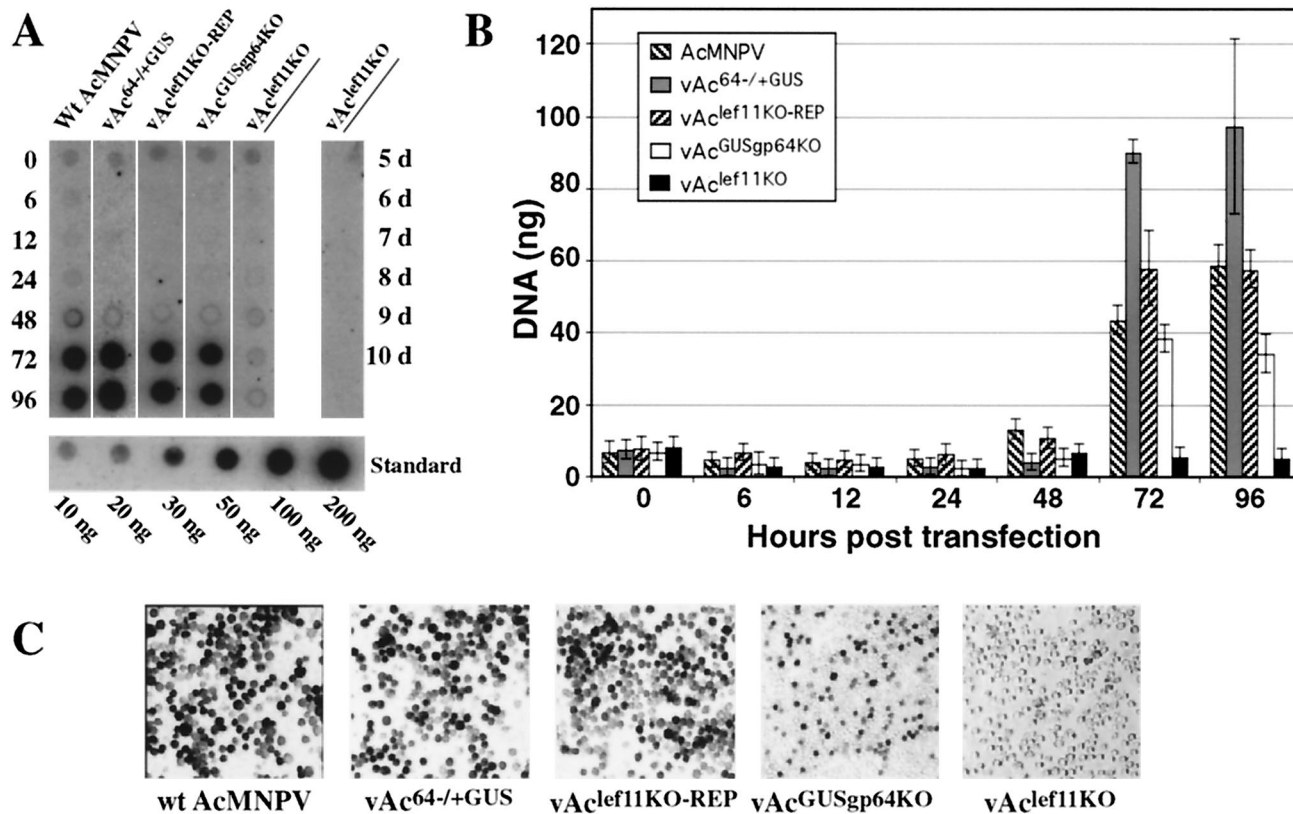 A
Wt AcMNPV
vAc64-/+GUS
vAclef11KO-REP
vAcGUSgp64KO
vAclef11KO
vAclef11KO
0
6
12
24
48
72
96
5 d
6 d
7 d
8 d
9 d
10 d
Standard
10 ng
20 ng
30 ng
50 ng
100 ng
200 ng
B
DNA (ng)
120
100
80
60
40
20
0
AcMNPV
vAc64-/+GUS
vAclef11KO-REP
vAcGUSgp64KO
vAclef11KO
0 6 12 24 48 72 96
Hours post transfection
C
wt AcMNPV
vAc64-/+GUS
vAclef11KO-REP
vAcGUSgp64KO
vAclef11KO